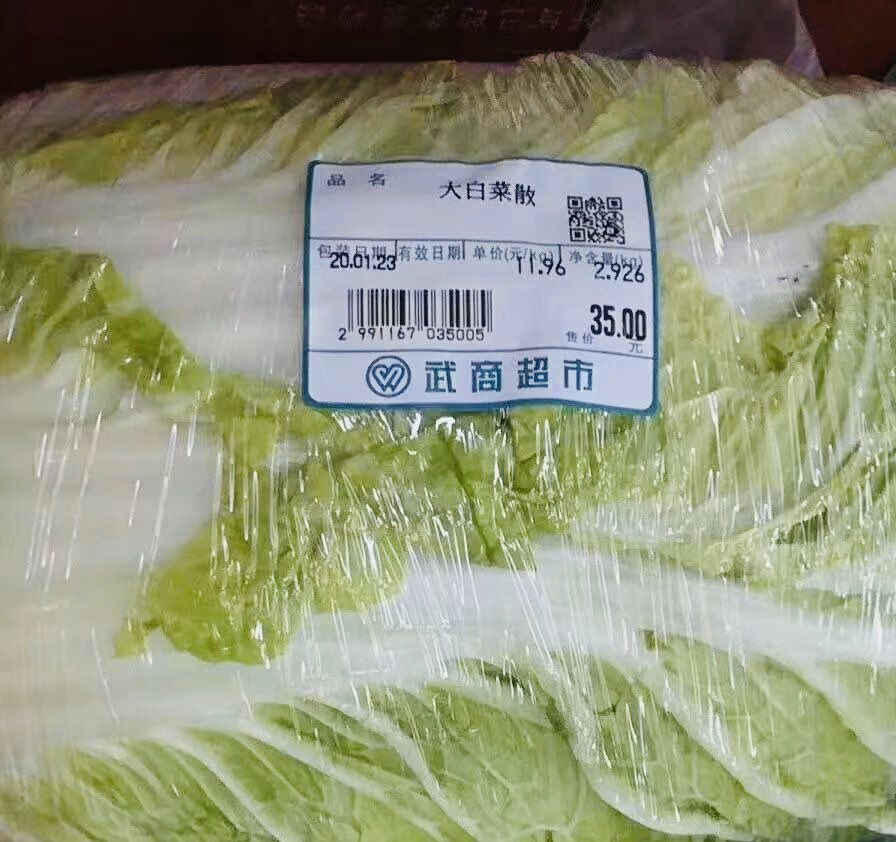 品 名 大白菜散
包装日期 有效日期 单价(元/kg) 净含量(kg)
20.01.23 11.96 2.926
2 991167 035005 售价 35.00 元
武商超市